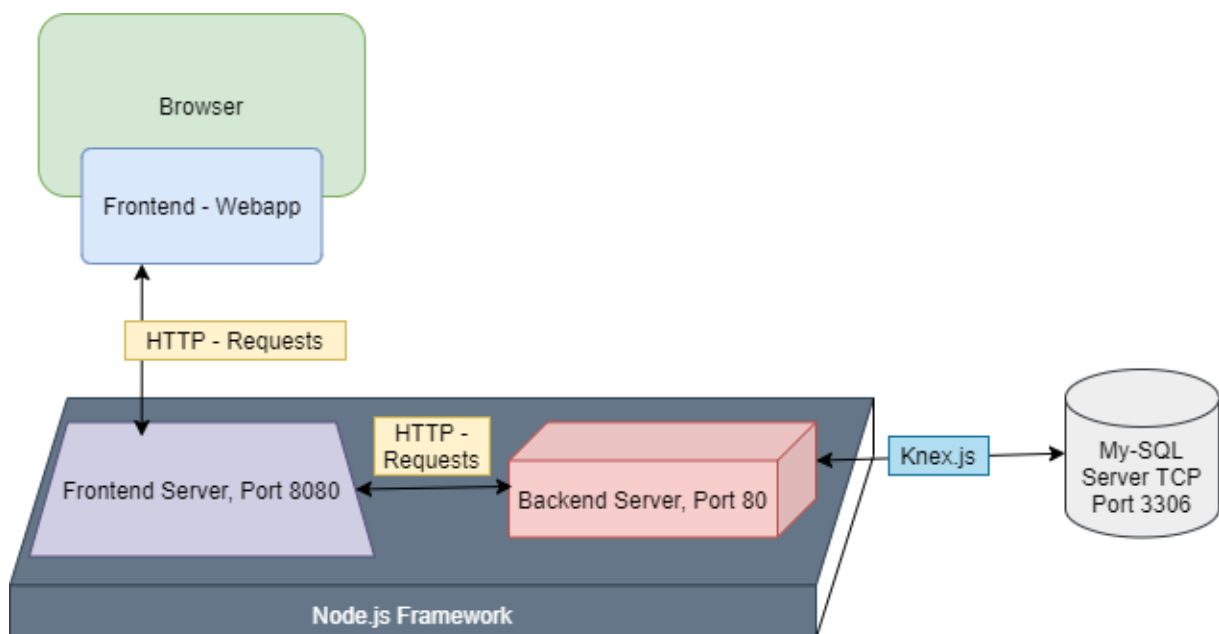 Browser
Frontend - Webapp
HTTP - Requests
HTTP -
Requests
Frontend Server, Port 8080
Backend Server, Port 80
Knex.js
My-SQL
Server TCP
Port 3306
Node.js Framework